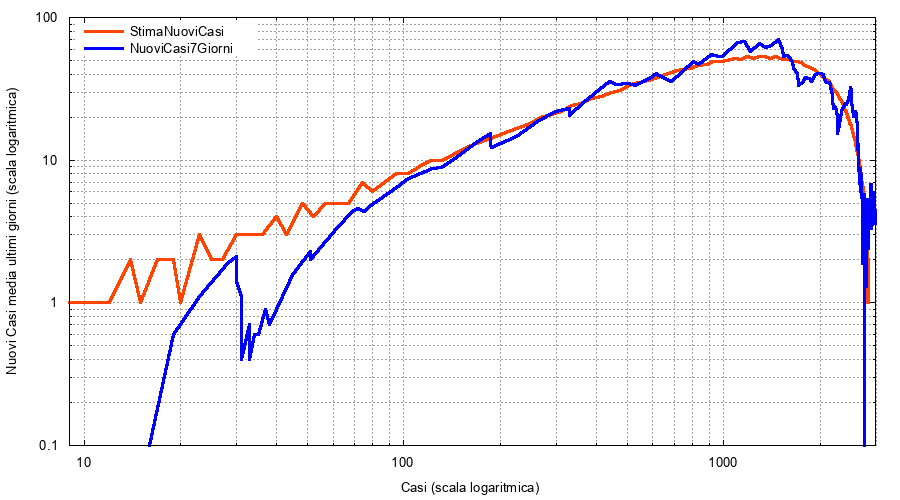 100
StimaNuoviCasi
NuoviCasi7Giorni
10
1
0.1
Nuovi Casi media ultimi giorni (scala logaritmica)
10
100
1000
Casi (scala logaritmica)